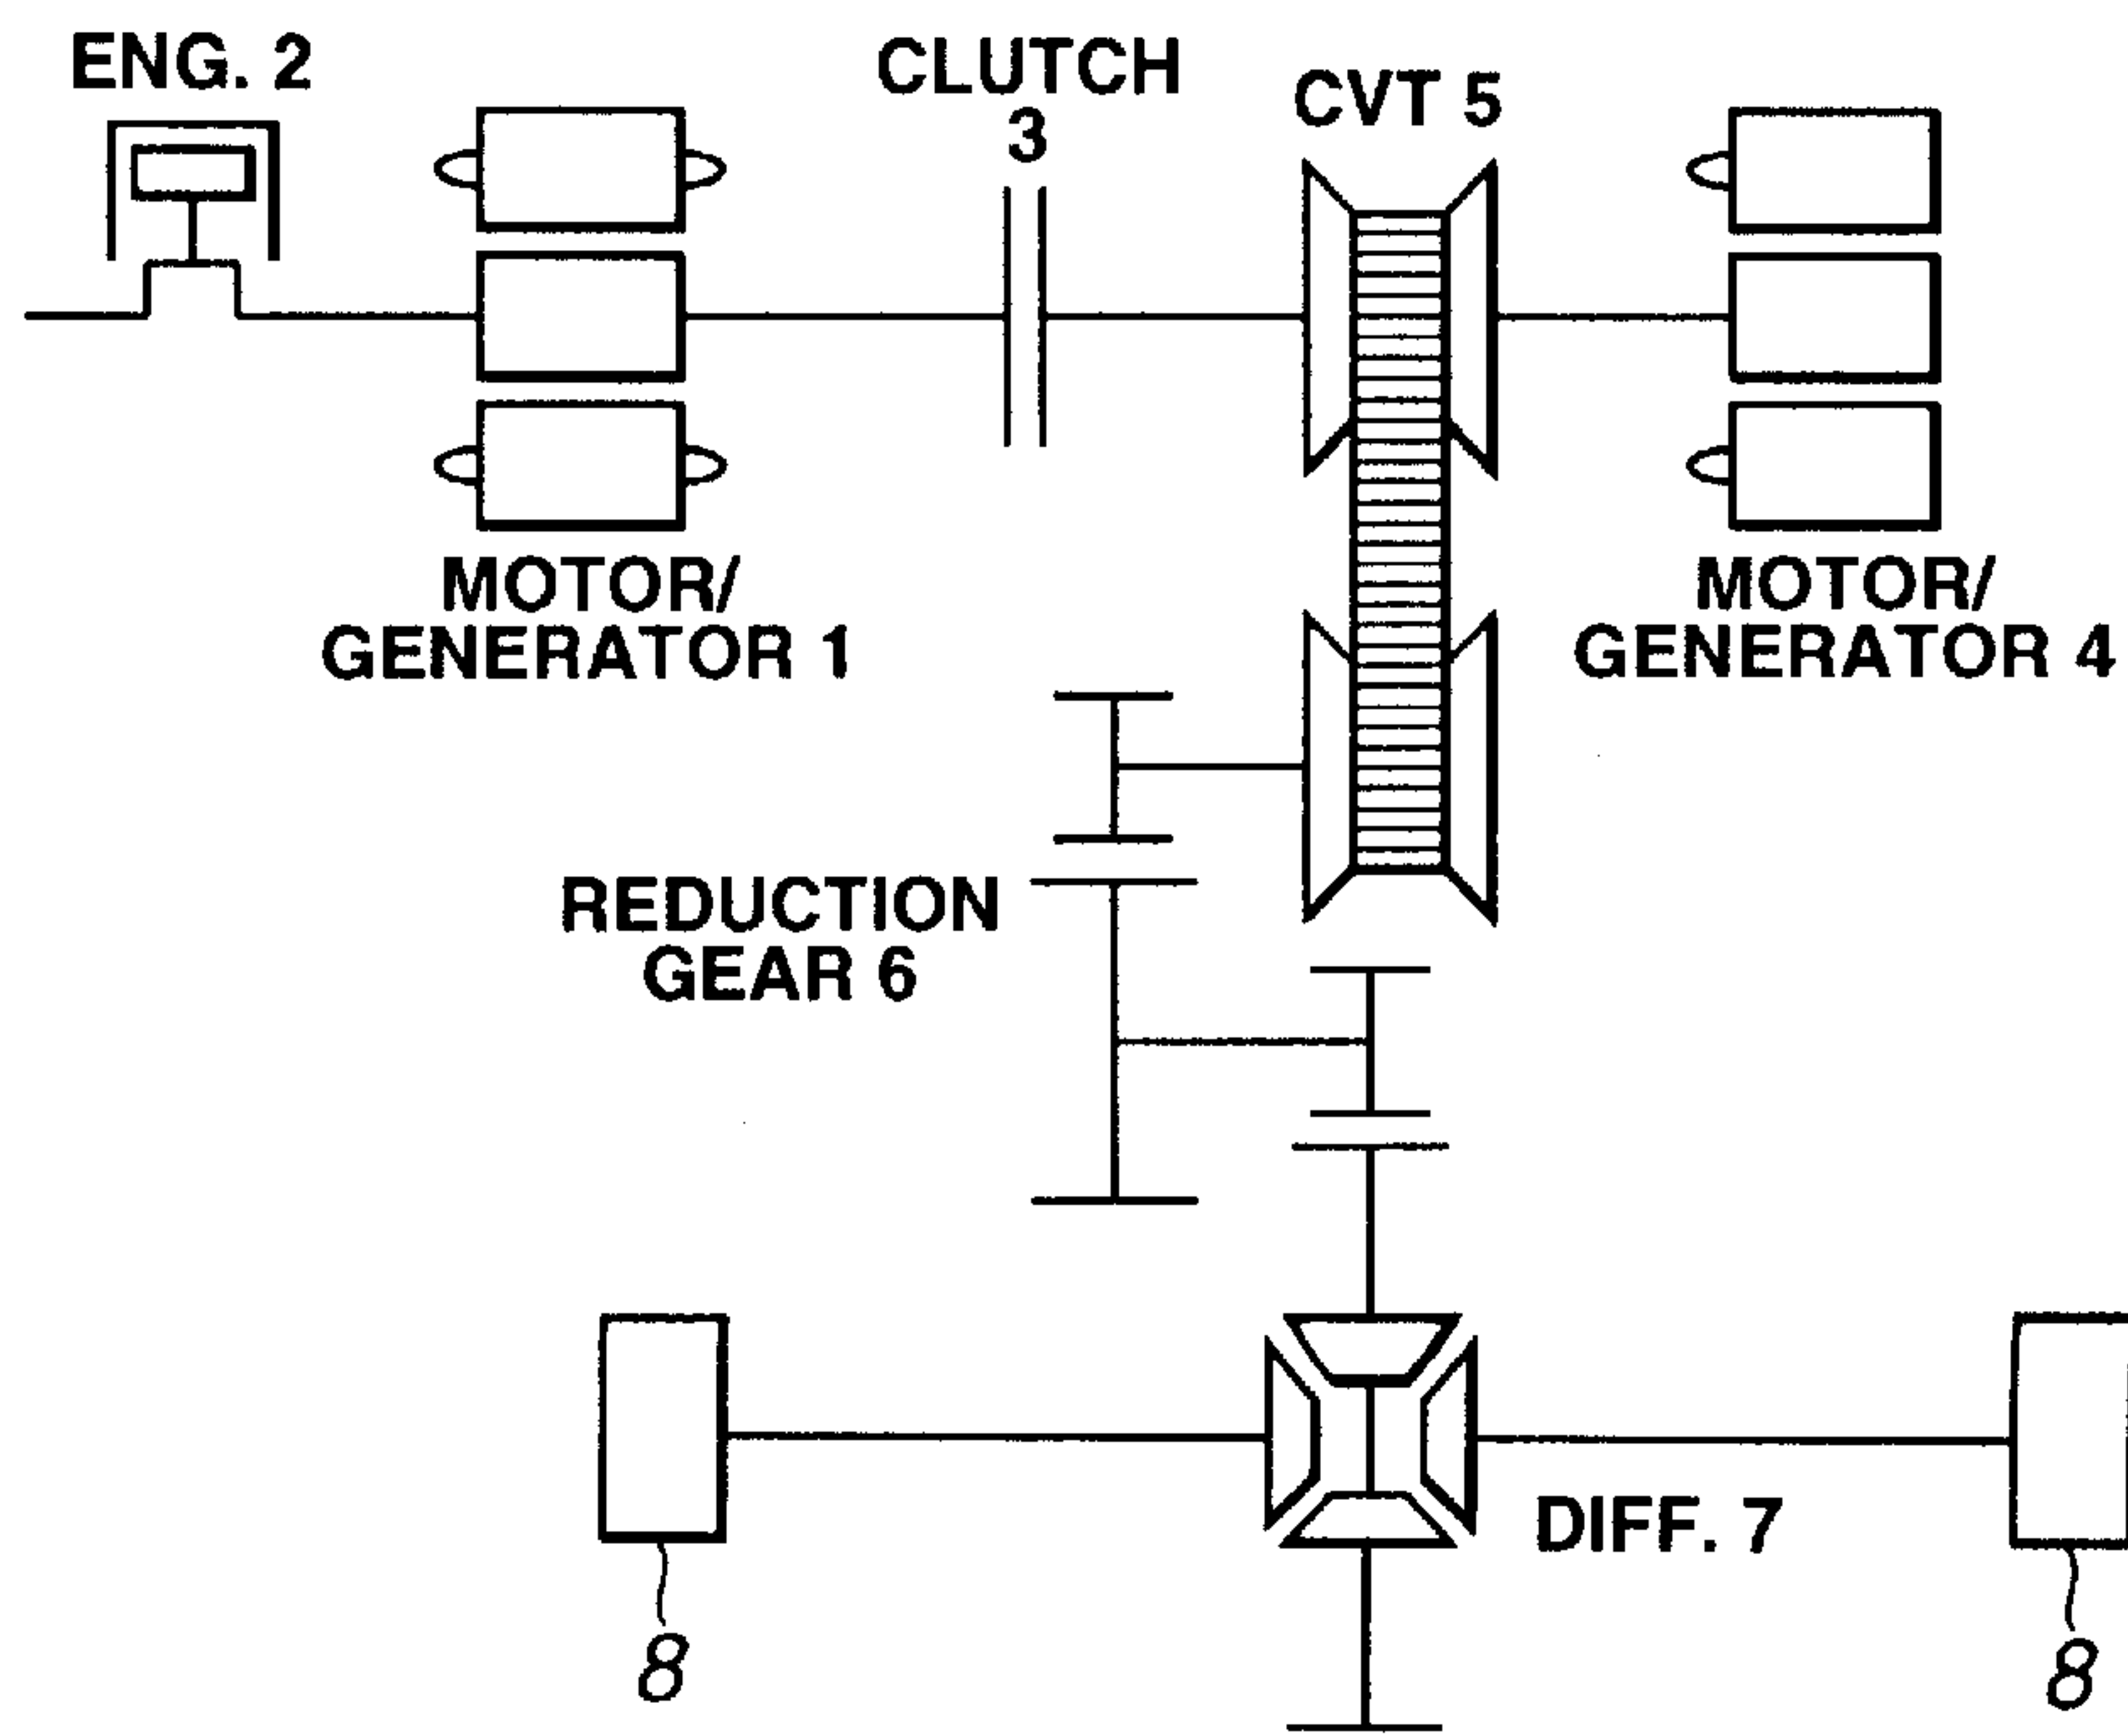 ENG. 2
CLUTCH
3
CVT 5
MOTOR/
GENERATOR 1
MOTOR/
GENERATOR 4
REDUCTION
GEAR 6
DIFF. 7
8
8